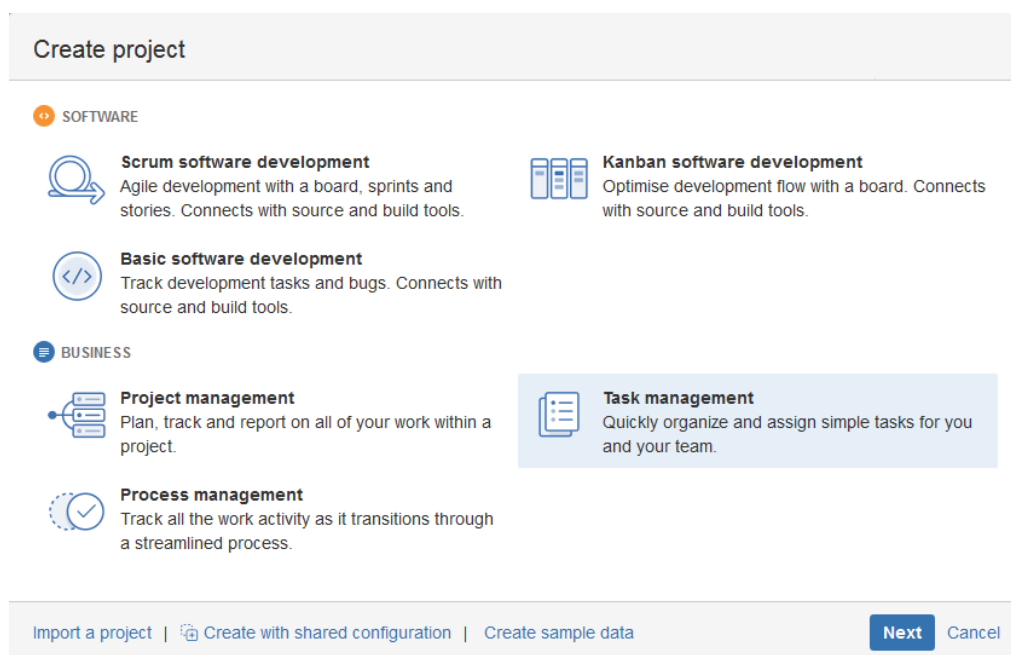 Create project
SOFTWARE
Scrum software development
Agile development with a board, sprints and
stories. Connects with source and build tools.
Kanban software development
Optimise development flow with a board. Connects
with source and build tools.
Basic software development
Track development tasks and bugs. Connects with
source and build tools.
BUSINESS
Project management
Plan, track and report on all of your work within a
project.
Task management
Quickly organize and assign simple tasks for you
and your team.
Process management
Track all the work activity as it transitions through
a streamlined process.
Import a project | Create with shared configuration | Create sample data
Next Cancel